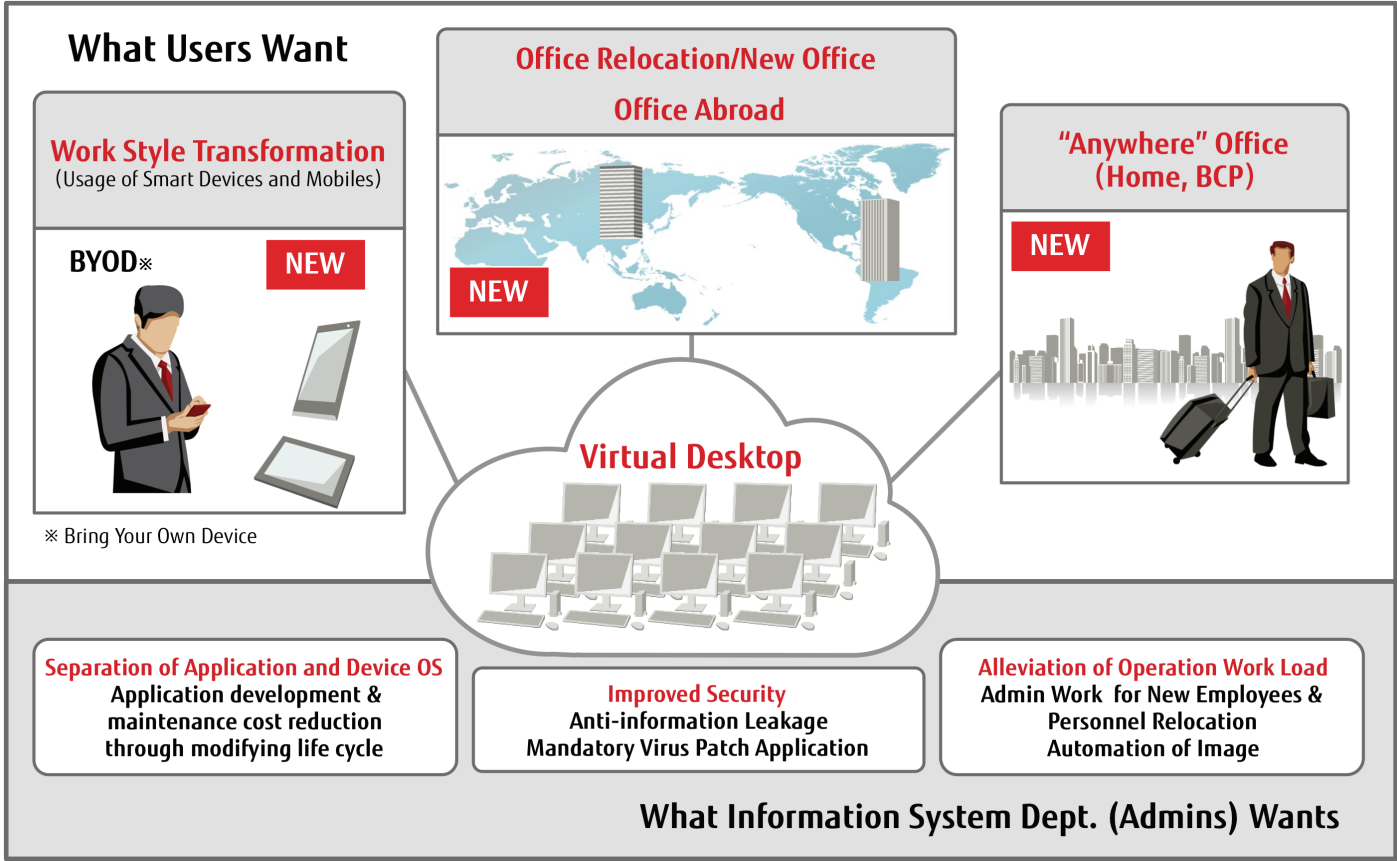 What Users Want
Work Style Transformation
(Usage of Smart Devices and Mobiles)
BYOD※
NEW
※ Bring Your Own Device
Office Relocation/New Office
Office Abroad
NEW
“Anywhere” Office
(Home, BCP)
NEW
Virtual Desktop
Separation of Application and Device OS
Application development &
maintenance cost reduction
through modifying life cycle
Improved Security
Anti-information Leakage
Mandatory Virus Patch Application
Alleviation of Operation Work Load
Admin Work for New Employees &
Personnel Relocation
Automation of Image
What Information System Dept. (Admins) Wants